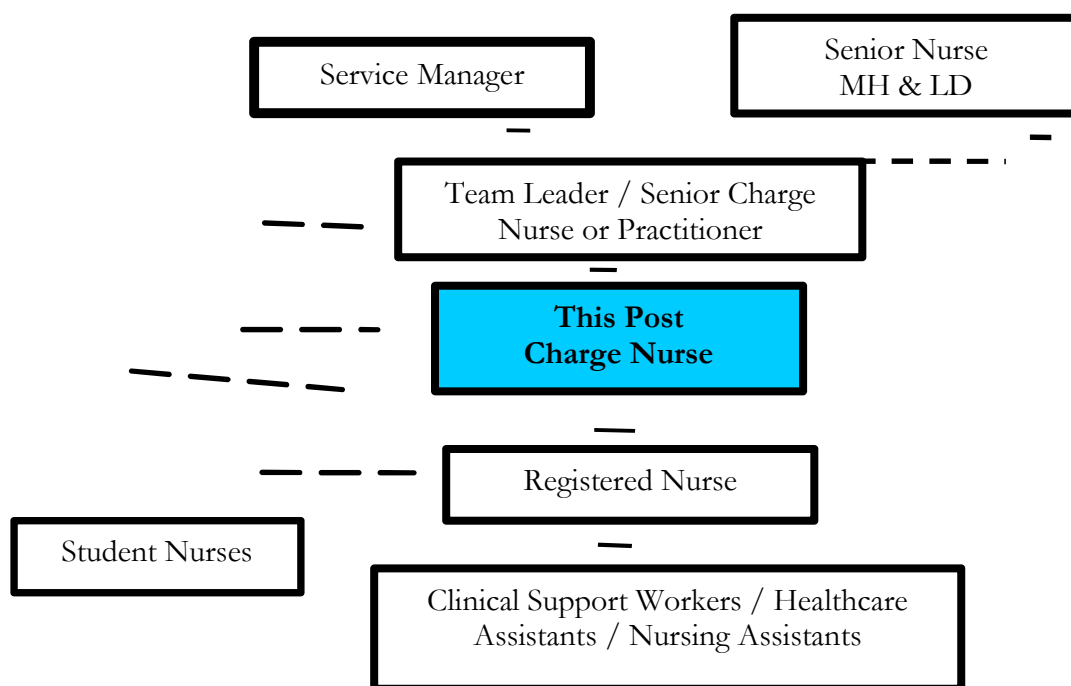 Service Manager
Senior Nurse
MH & LD
Team Leader / Senior Charge
Nurse or Practitioner
This Post
Charge Nurse
Registered Nurse
Student Nurses
Clinical Support Workers / Healthcare
Assistants / Nursing Assistants